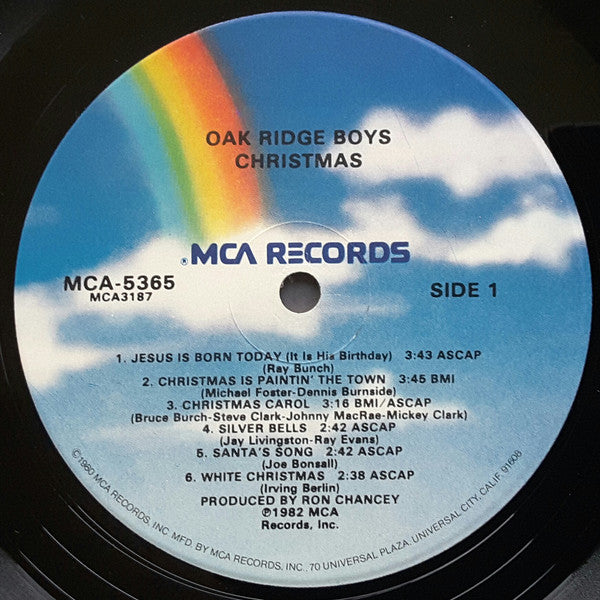 OAK RIDGE BOYS
CHRISTMAS
® MCA RECORDS
MCA-5365
MCA3187
SIDE 1
1. JESUS IS BORN TODAY (It Is His Birthday) 3:43 ASCAP
(Ray Bunch)
2. CHRISTMAS IS PAINTIN' THE TOWN 3:45 BMI
(Michael Foster-Dennis Burnside)
3. CHRISTMAS CAROL 3:16 BMI/ASCAP
(Bruce Burch-Steve Clark-Johnny MacRae-Mickey Clark)
4. SILVER BELLS 2:42 ASCAP
(Jay Livingston-Ray Evans)
5. SANTA'S SONG 2:42 ASCAP
(Joe Bonsall)
6. WHITE CHRISTMAS 2:38 ASCAP
(Irving Berlin)
PRODUCED BY RON CHANCEY
℗1982 MCA
Records, Inc.
©1980 MCA RECORDS, INC. MFD. BY MCA RECORDS, INC., 70 UNIVERSAL PLAZA, UNIVERSAL CITY, CALIF. 91608